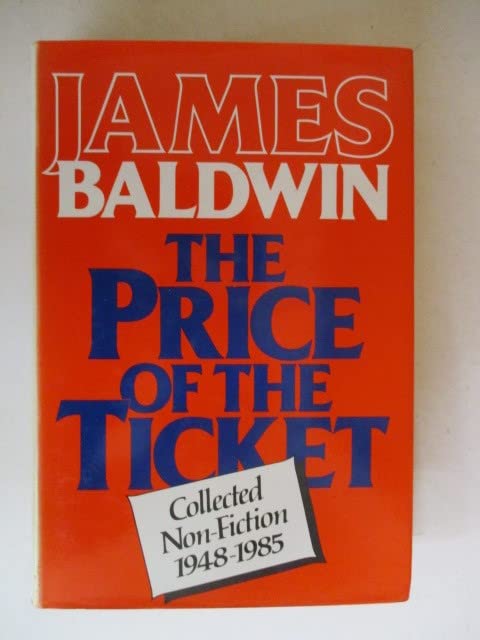 JAMES
BALDWIN
THE
PRICE
OF THE
TICKET
Collected
Non-Fiction
1948-1985